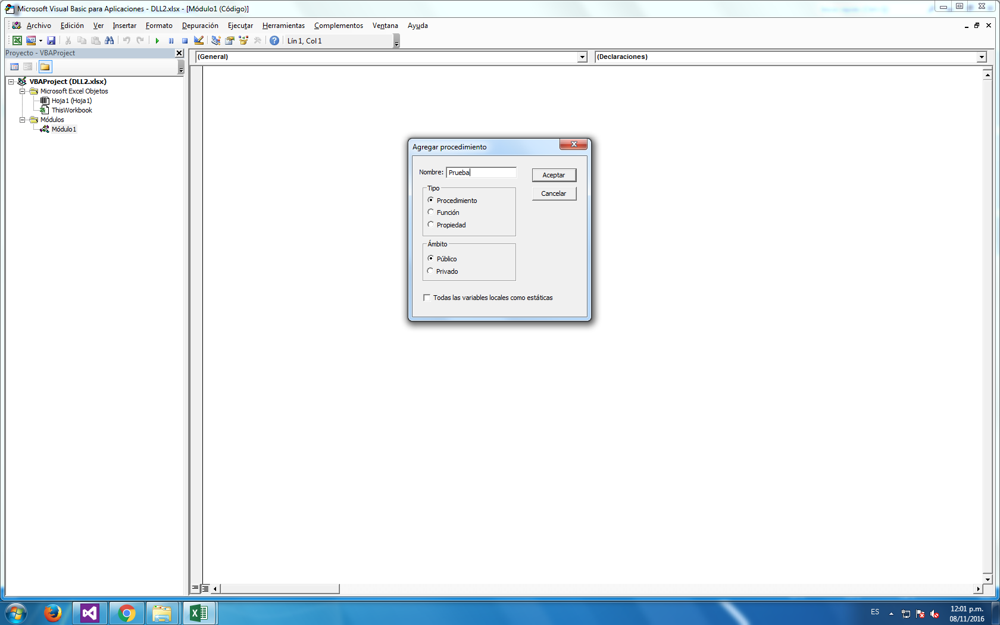 Microsoft Visual Basic para Aplicaciones - DLL2.xlsx - [Módulo1 (Código)]
Archivo Edición Ver Insertar Formato Depuración Ejecutar Herramientas Complementos Ventana Ayuda
Lín 1, Col 1
Proyecto - VBAProject
(General) (Declaraciones)
VBAProject (DLL2.xlsx)
Microsoft Excel Objetos
Hoja1 (Hoja1)
ThisWorkbook
Módulos
Módulo1
Agregar procedimiento
Nombre: Prueba
Aceptar
Cancelar
Tipo
Procedimiento
Función
Propiedad
Ámbito
Público
Privado
Todas las variables locales como estáticas
ES
12:01 p.m.
08/11/2016